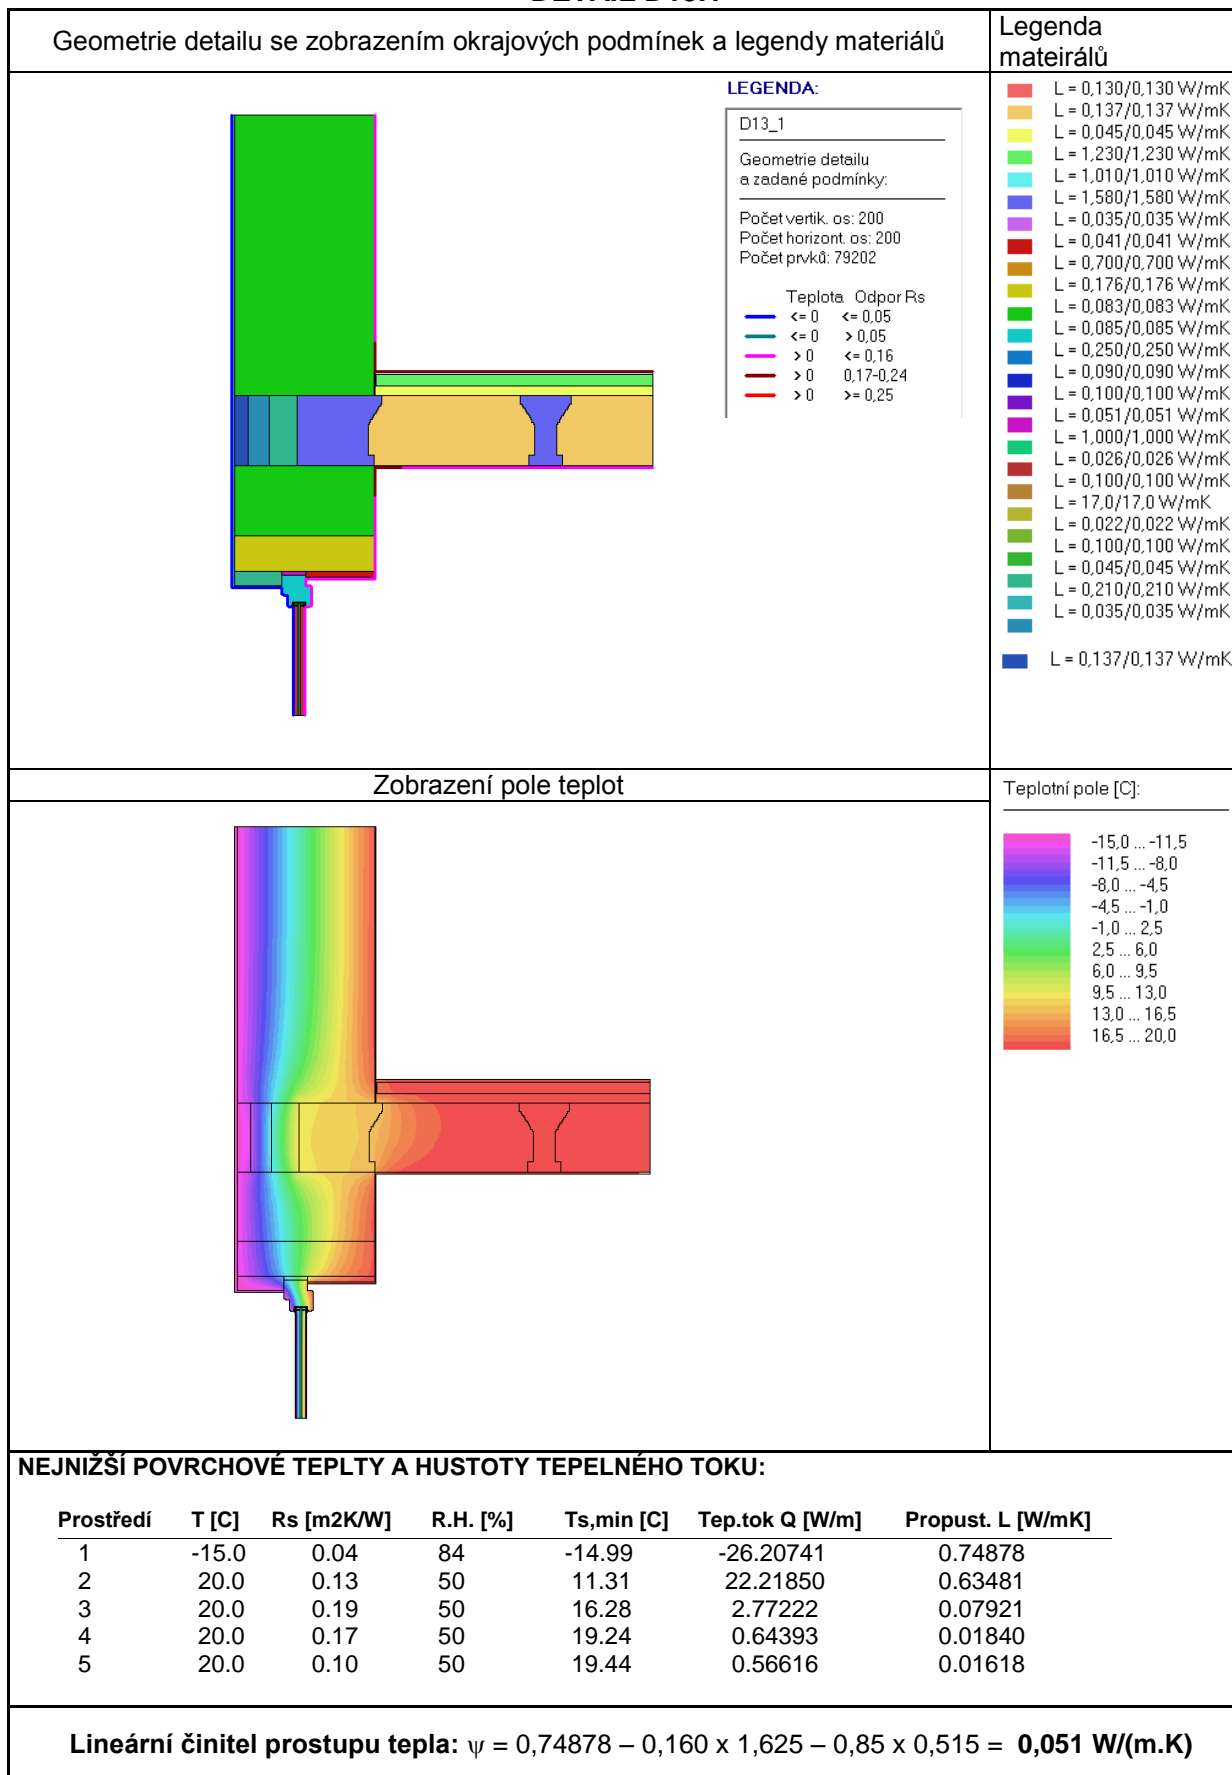 Geometrie detailu se zobrazením okrajových podmínek a legendy materiálů
Legenda
mateirálů
LEGENDA:
D13_1
Geometrie detailu
a zadané podmínky:
Počet vertik. os: 200
Počet horizont. os: 200
Počet prvků: 79202
Teplota Odpor Rs
<= 0 <= 0,05
<= 0 > 0,05
> 0 <= 0,16
> 0 0,17-0,24
> 0 >= 0,25
L = 0,130/0,130 W/mK
L = 0,137/0,137 W/mK
L = 0,045/0,045 W/mK
L = 1,230/1,230 W/mK
L = 1,010/1,010 W/mK
L = 1,580/1,580 W/mK
L = 0,035/0,035 W/mK
L = 0,041/0,041 W/mK
L = 0,700/0,700 W/mK
L = 0,176/0,176 W/mK
L = 0,083/0,083 W/mK
L = 0,085/0,085 W/mK
L = 0,250/0,250 W/mK
L = 0,090/0,090 W/mK
L = 0,100/0,100 W/mK
L = 0,051/0,051 W/mK
L = 1,000/1,000 W/mK
L = 0,026/0,026 W/mK
L = 0,100/0,100 W/mK
L = 17,0/17,0 W/mK
L = 0,022/0,022 W/mK
L = 0,100/0,100 W/mK
L = 0,045/0,045 W/mK
L = 0,210/0,210 W/mK
L = 0,035/0,035 W/mK
L = 0,137/0,137 W/mK
Zobrazení pole teplot
Teplotní pole [C]:
-15,0 ... -11,5
-11,5 ... -8,0
-8,0 ... -4,5
-4,5 ... -1,0
-1,0 ... 2,5
2,5 ... 6,0
6,0 ... 9,5
9,5 ... 13,0
13,0 ... 16,5
16,5 ... 20,0
NEJNIŽŠÍ POVRCHOVÉ TEPLTY A HUSTOTY TEPELNÉHO TOKU:
Prostředí T [C] Rs [m2K/W] R.H. [%] Ts,min [C] Tep.tok Q [W/m] Propust. L [W/mK]
1 -15.0 0.04 84 -14.99 -26.20741 0.74878
2 20.0 0.13 50 11.31 22.21850 0.63481
3 20.0 0.19 50 16.28 2.77222 0.07921
4 20.0 0.17 50 19.24 0.64393 0.01840
5 20.0 0.10 50 19.44 0.56616 0.01618
Lineární činitel prostupu tepla: ψ = 0,74878 – 0,160 x 1,625 – 0,85 x 0,515 = 0,051 W/(m.K)